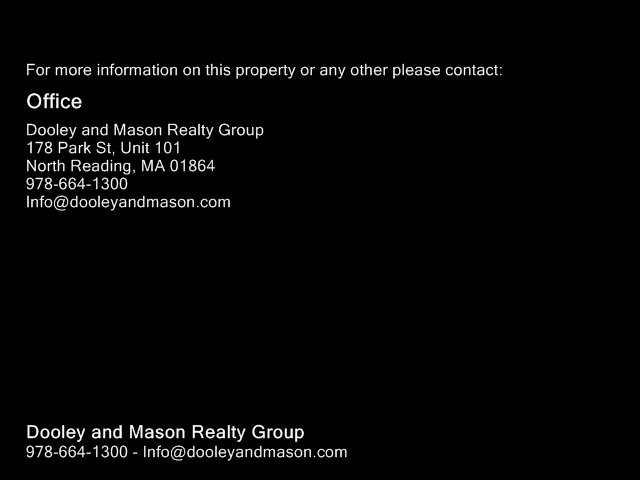 For more information on this property or any other please contact:
Office
Dooley and Mason Realty Group
178 Park St, Unit 101
North Reading, MA 01864
978-664-1300
Info@dooleyandmason.com
Dooley and Mason Realty Group
978-664-1300 - Info@dooleyandmason.com